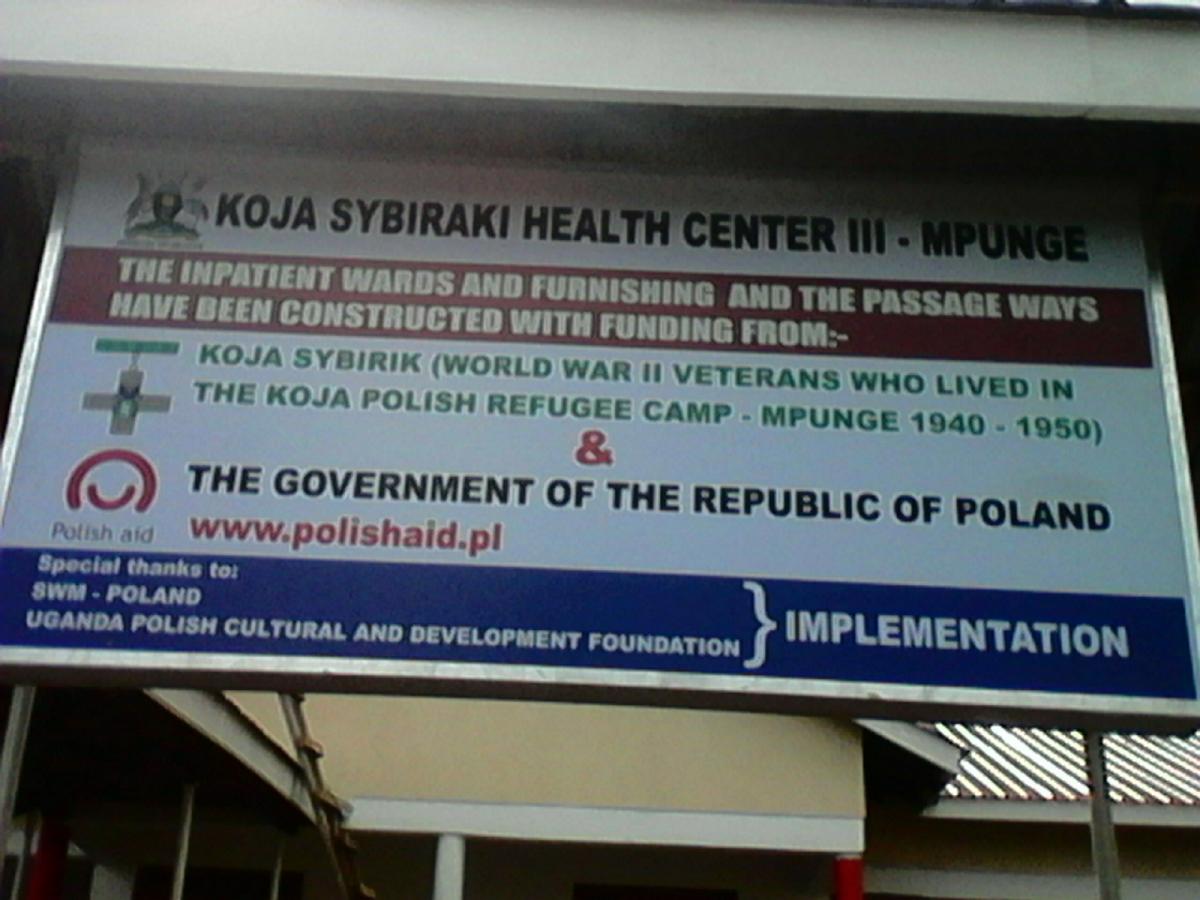 KOJA SYBIRAKI HEALTH CENTER III - MPUNGE
THE INPATIENT WARDS AND FURNISHING AND THE PASSAGE WAYS
HAVE BEEN CONSTRUCTED WITH FUNDING FROM:-
KOJA SYBIRIK (WORLD WAR II VETERANS WHO LIVED IN
THE KOJA POLISH REFUGEE CAMP - MPUNGE 1940 - 1950)
&
THE GOVERNMENT OF THE REPUBLIC OF POLAND
Polish aid
www.polishaid.pl
Special thanks to:
SWM - POLAND
UGANDA POLISH CULTURAL AND DEVELOPMENT FOUNDATION
} IMPLEMENTATION